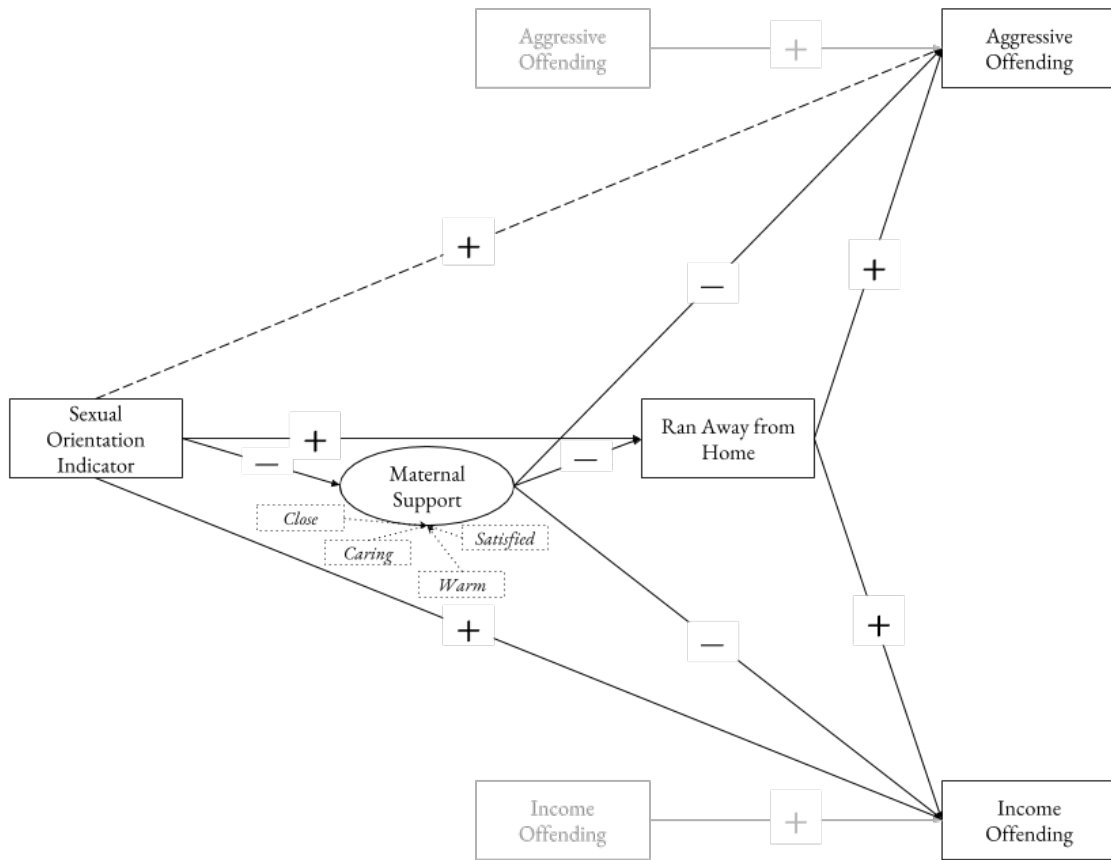 Aggressive
Offending
+
Aggressive
Offending
+
—
+
Sexual
Orientation
Indicator
+
—
Maternal
Support
—
Ran Away from
Home
Close
Caring
Satisfied
Warm
+
—
+
Income
Offending
+
Income
Offending